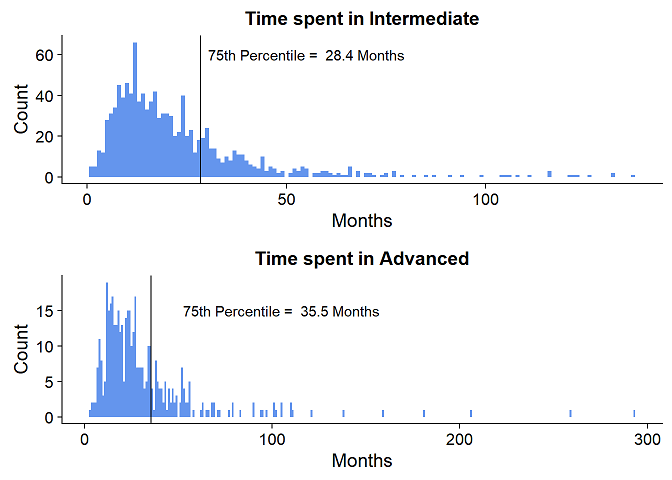 Time spent in Intermediate
75th Percentile =  28.4 Months
60
40
20
0
Count
0 50 100
Months
Time spent in Advanced
75th Percentile =  35.5 Months
15
10
5
0
Count
0 100 200 300
Months